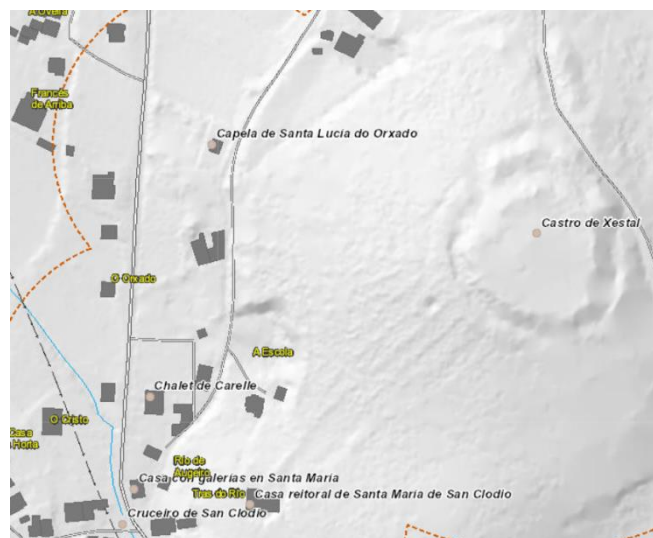 A Oveira
Francés
de Arriba
Capela de Santa Lucía do Orxado
Castro de Xestal
O Orxado
A Escola
Chalet de Carelle
O Cristo
Casa
Horta
Río de
Augeiro
Casa con galerías en Santa María
Tras do Río
Casa reitoral de Santa María de San Clodio
Cruceiro de San Clodio